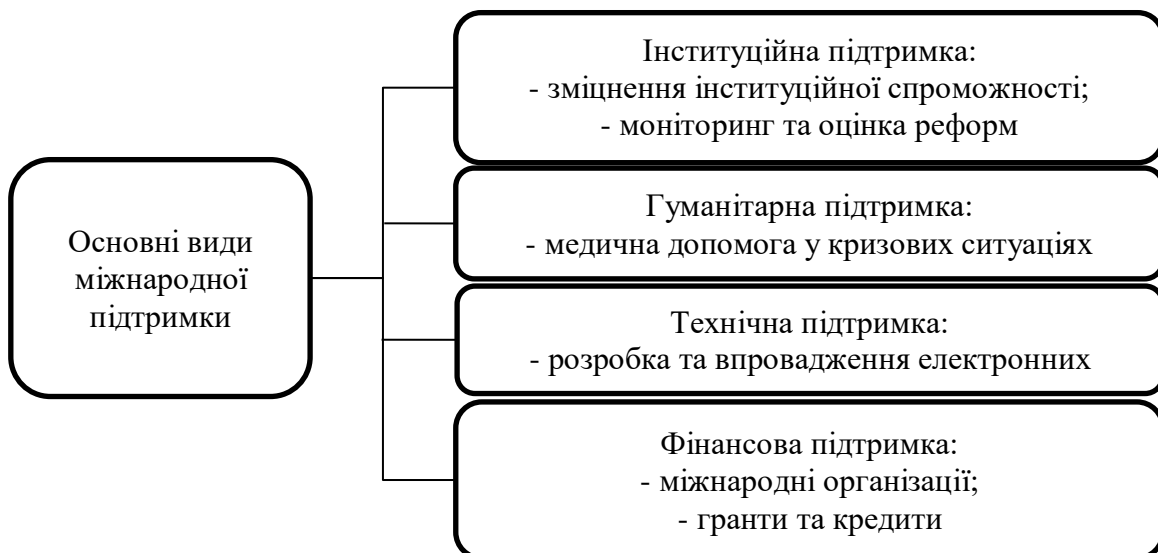 Основні види
міжнародної
підтримки
Інституційна підтримка:
- зміцнення інституційної спроможності;
- моніторинг та оцінка реформ
Гуманітарна підтримка:
- медична допомога у кризових ситуаціях
Технічна підтримка:
- розробка та впровадження електронних
Фінансова підтримка:
- міжнародні організації;
- гранти та кредити